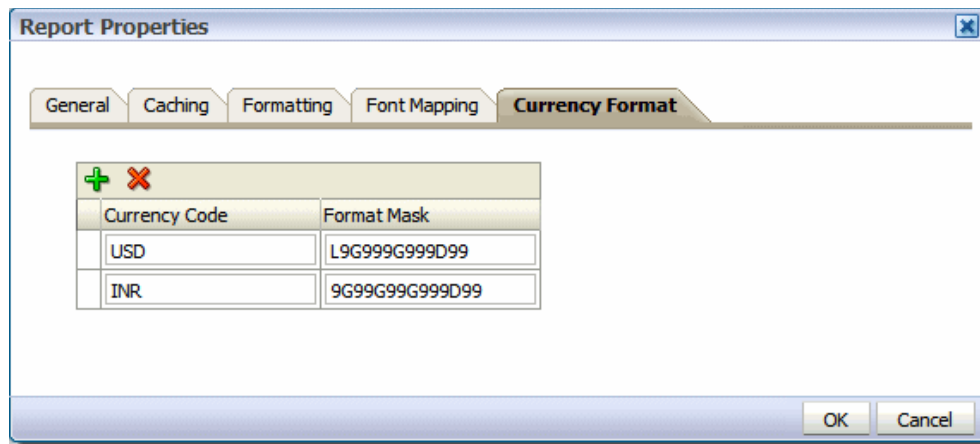 Report Properties
General Caching Formatting Font Mapping Currency Format
Currency Code Format Mask
USD L9G999G999D99
INR 9G99G99G999D99
OK Cancel